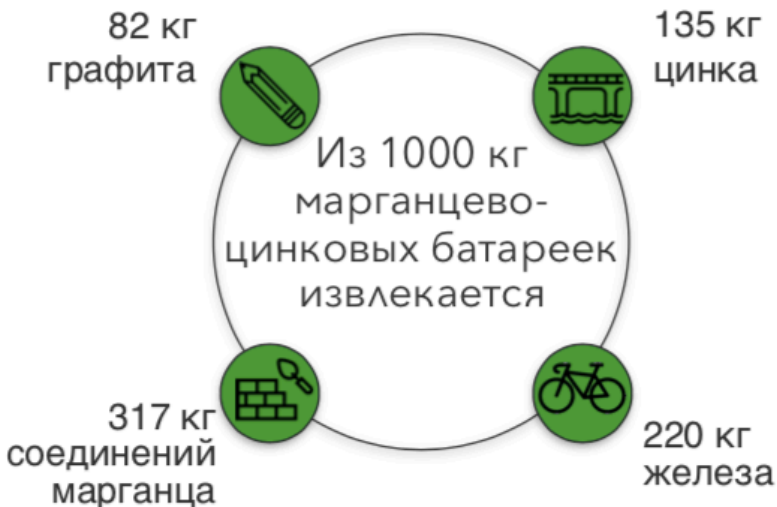 82 кг
графита
135 кг
цинка
Из 1000 кг
марганцево-
цинковых батареек
извлекается
317 кг
соединений
марганца
220 кг
железа